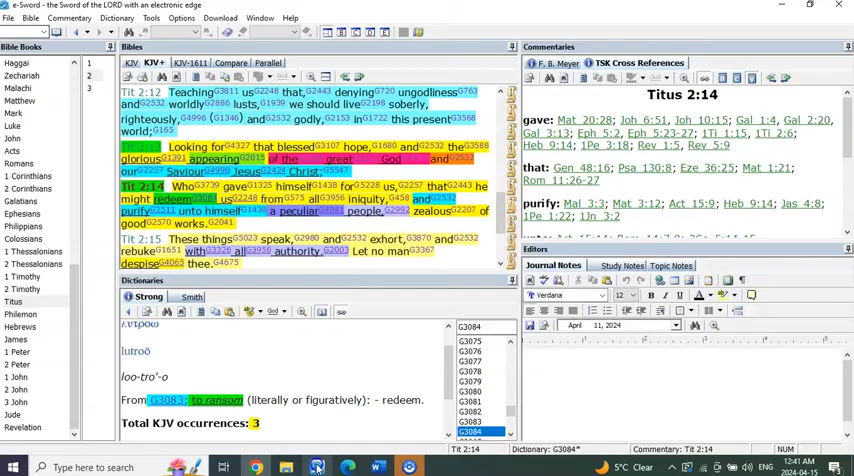 e-Sword - the Sword of the LORD with an electronic edge
File Bible Commentary Dictionary Tools Options Download Window Help
B C D E
Bible Books
Haggai
Zechariah
Malachi
Matthew
Mark
Luke
John
Acts
Romans
1 Corinthians
2 Corinthians
Galatians
Ephesians
Philippians
Colossians
1 Thessalonians
2 Thessalonians
1 Timothy
2 Timothy
Titus
Philemon
Hebrews
James
1 Peter
2 Peter
1 John
2 John
3 John
Jude
Revelation
1
2
3
Bibles
KJV KJV+ KJV-1611 Compare Parallel
Tit 2:12 Teaching G3811 us G2248 that, G2443 denying G720 ungodliness G763
and G2532 worldly G2886 lusts, G1939 we should live G2198 soberly,
righteously, G4996 (G1346) and G2532 godly, G2153 in G1722 this present
world; G165
Tit 2:13 Looking for G4327 that blessed G3107 hope, G1680 and G2532 the G3588
glorious G1391 appearing G2015 of the great God and G2532
our G2257 Saviour G4990 Jesus G2424 Christ; G5547
Tit 2:14 Who G3739 gave G1325 himself G1438 for G5228 us, G2257 that G2443 he
might redeem G3084 us G2248 from G575 all G3956 iniquity, G458 and G2532
purify G2511 unto himself G1438 a peculiar G4041 people, G2992 zealous G2207 of
good G2570 works. G2041
Tit 2:15 These things G5023 speak, G2980 and G2532 exhort, G3870 and G2532
rebuke G1651 with G3326 all G3956 authority. G2003 Let no man G3367
despise G4065 thee. G4675
Dictionaries
Strong Smith
λυτρόω
lutroō
loo-tro'-o
From G3083; to ransom (literally or figuratively): - redeem.
Total KJV occurrences: 3
G3084
G3075
G3076
G3077
G3078
G3079
G3080
G3081
G3082
G3083
G3084
Commentaries
F. B. Meyer TSK Cross References
Titus 2:14
gave: Mat 20:28; Joh 6:51, Joh 10:15; Gal 1:4, Gal 2:20,
Gal 3:13; Eph 5:2, Eph 5:23-27; 1Ti 1:15, 1Ti 2:6;
Heb 9:14; 1Pe 3:18; Rev 1:5, Rev 5:9
that: Gen 48:16; Psa 130:8; Eze 36:25; Mat 1:21;
Rom 11:26-27
purify: Mal 3:3; Mat 3:12; Act 15:9; Heb 9:14; Jas 4:8;
1Pe 1:22; 1Jn 3:2
Editors
Journal Notes Study Notes Topic Notes
Verdana 12 B I U A
April 11, 2024
1 2 3 4 5
Tit 2:14 Dictionary: G3084* Commentary: Tit 2:14 NUM
Type here to search
5°C Clear
12:41 AM
2024-04-15